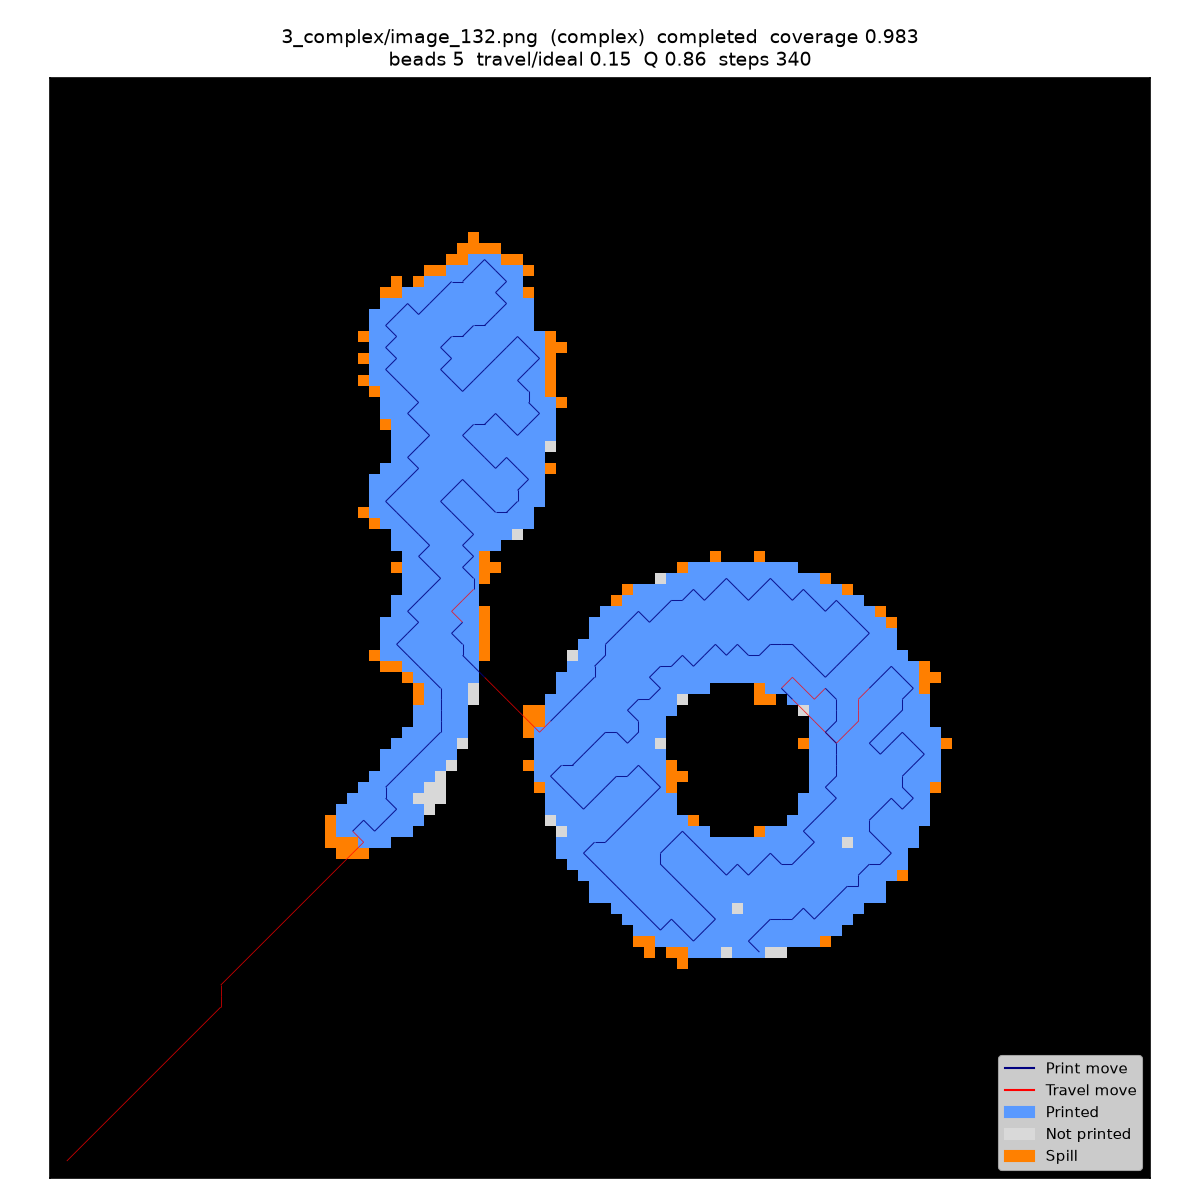 3_complex/image_132.png  (complex)  completed  coverage 0.983
beads 5  travel/ideal 0.15  Q 0.86  steps 340
Print move
Travel move
Printed
Not printed
Spill